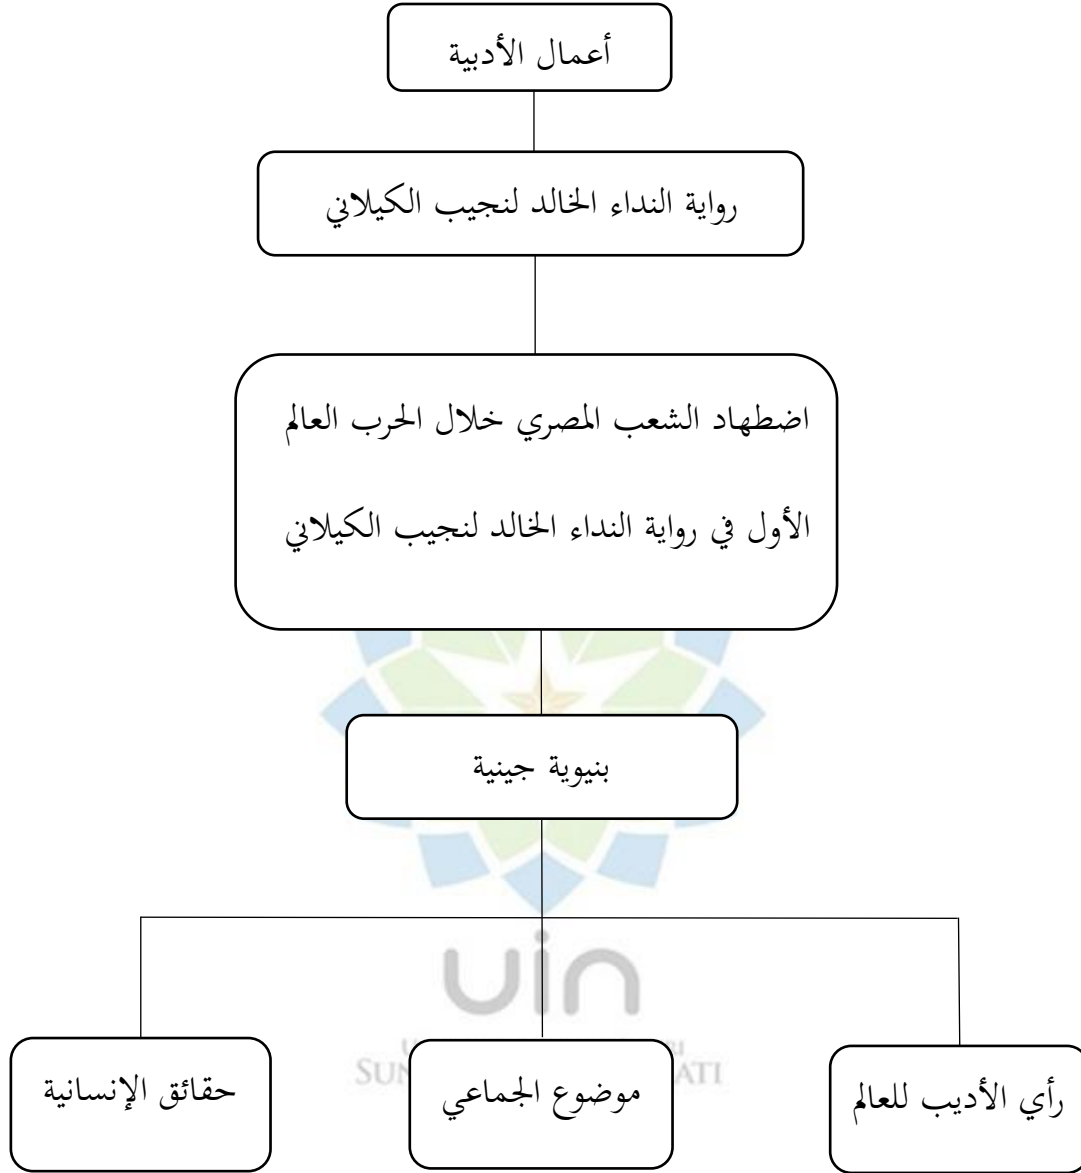 أعمال الأدبية
رواية النداء الخالد لنجيب الكيلاني
اضطهاد الشعب المصري خلال الحرب العالم
الأول في رواية النداء الخالد لنجيب الكيلاني
بنيوية جينية
uin
حقائق الإنسانية
موضوع الجماعي
رأي الأديب للعالم